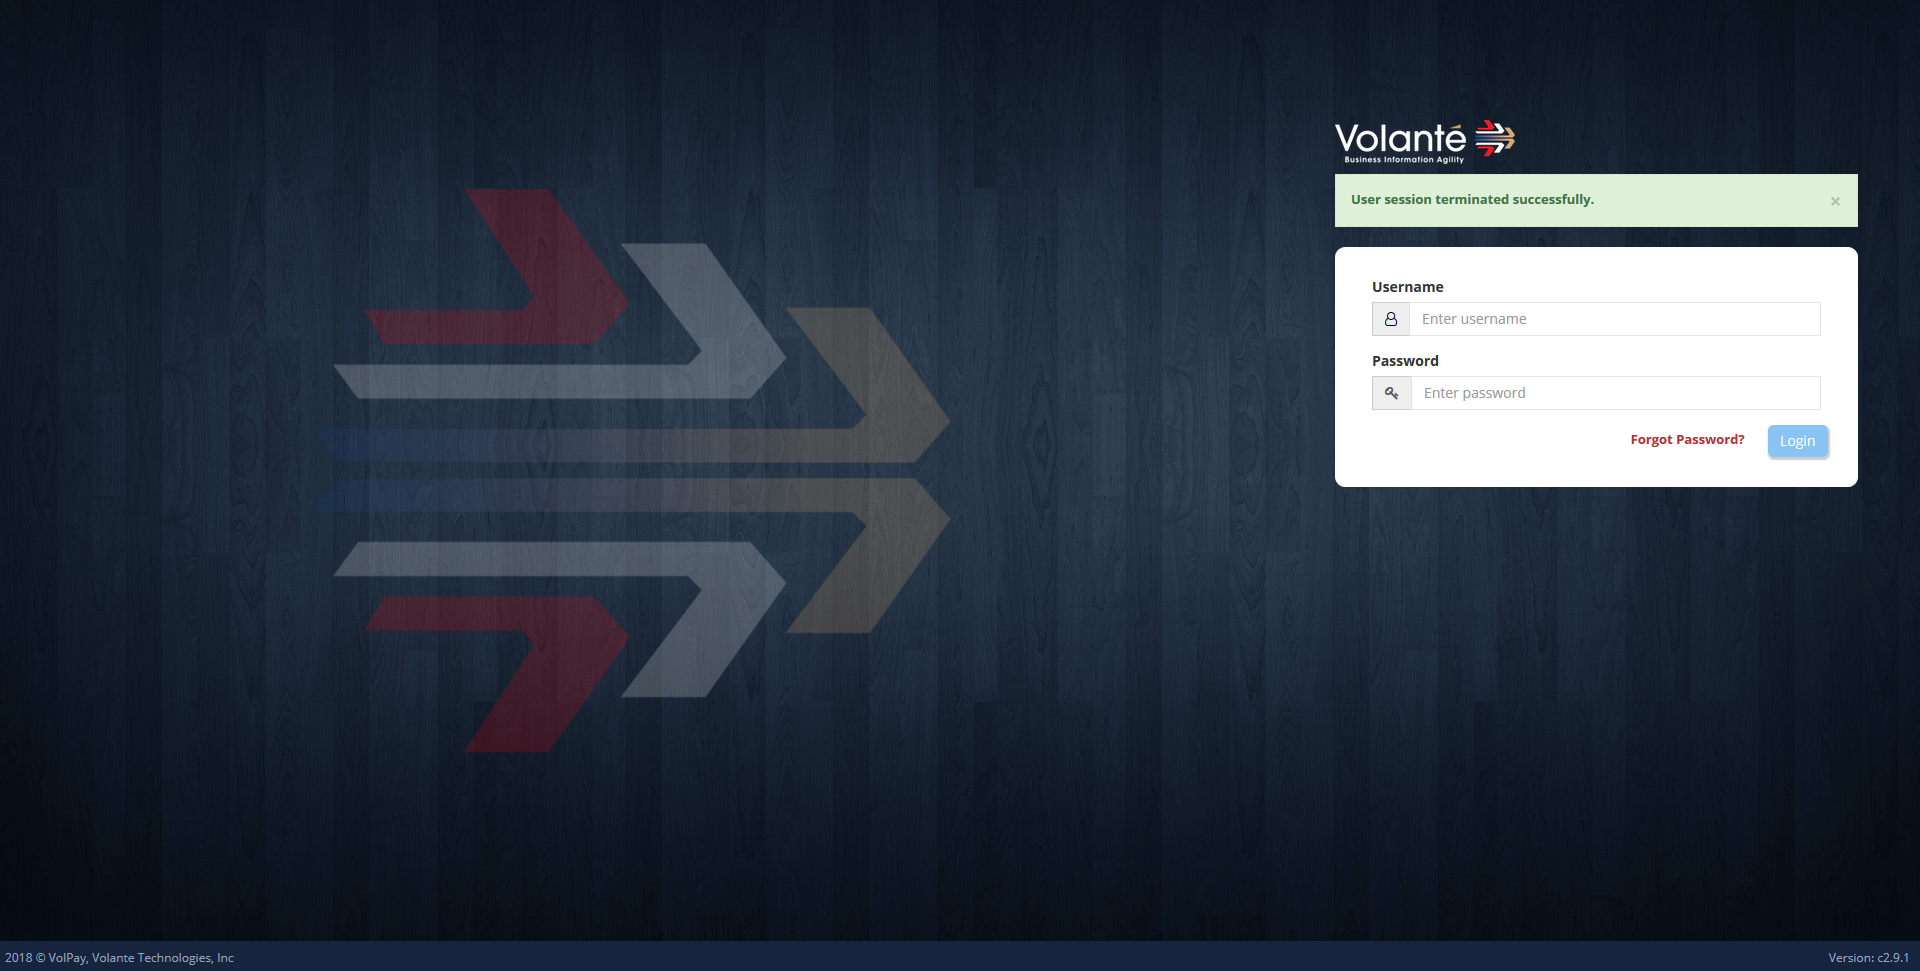 Volanté
Business Information Agility
User session terminated successfully.
×
Username
Enter username
Password
Enter password
Forgot Password?
Login
2018 © VolPay, Volante Technologies, Inc
Version: c2.9.1